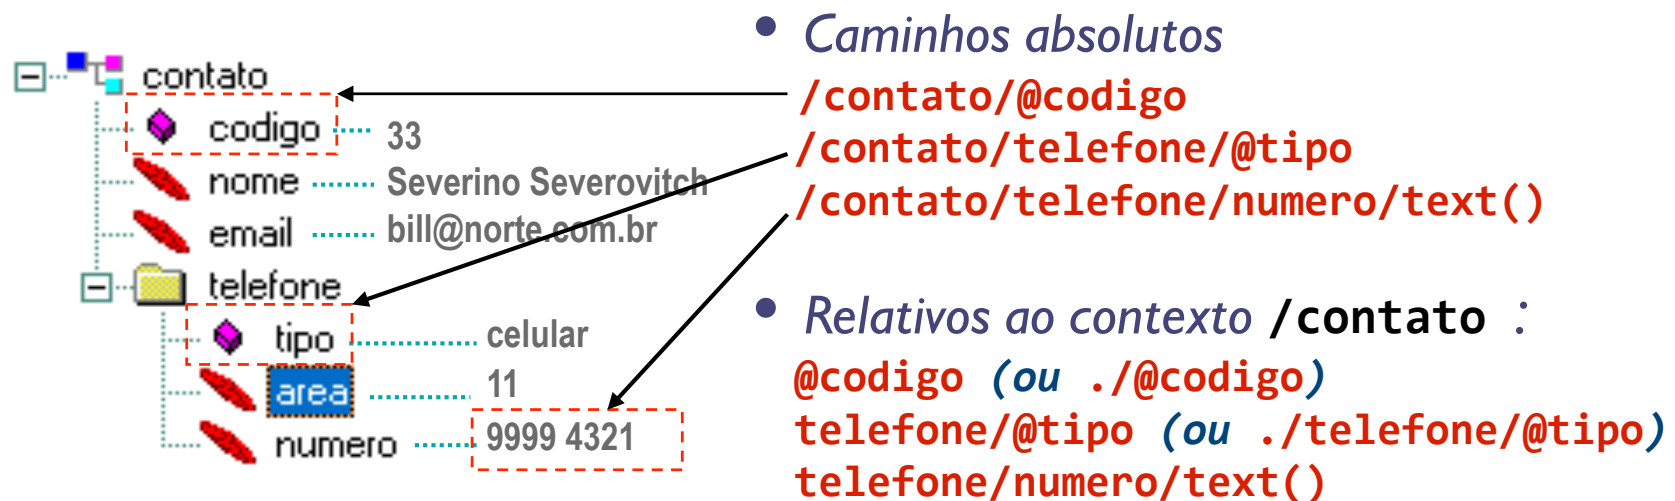 contato
codigo 33
nome Severino Severovitch
email bill@norte.com.br
telefone
tipo celular
area 11
numero 9999 4321
• Caminhos absolutos
/contato/@codigo
/contato/telefone/@tipo
/contato/telefone/numero/text()
• Relativos ao contexto /contato :
@codigo (ou ./@codigo)
telefone/@tipo (ou ./telefone/@tipo)
telefone/numero/text()